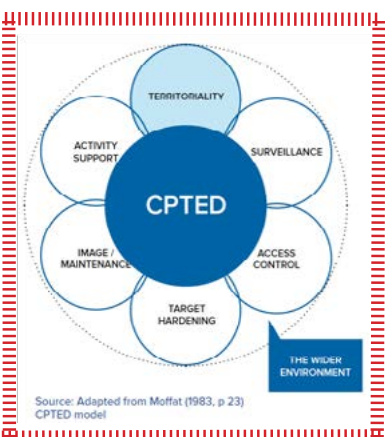 TERRITORIALITY
ACTIVITY
SUPPORT
SURVEILLANCE
CPTED
IMAGE /
MAINTENANCE
ACCESS
CONTROL
TARGET
HARDENING
THE WIDER
ENVIRONMENT
Source: Adapted from Moffat (1983, p 23)
CPTED model